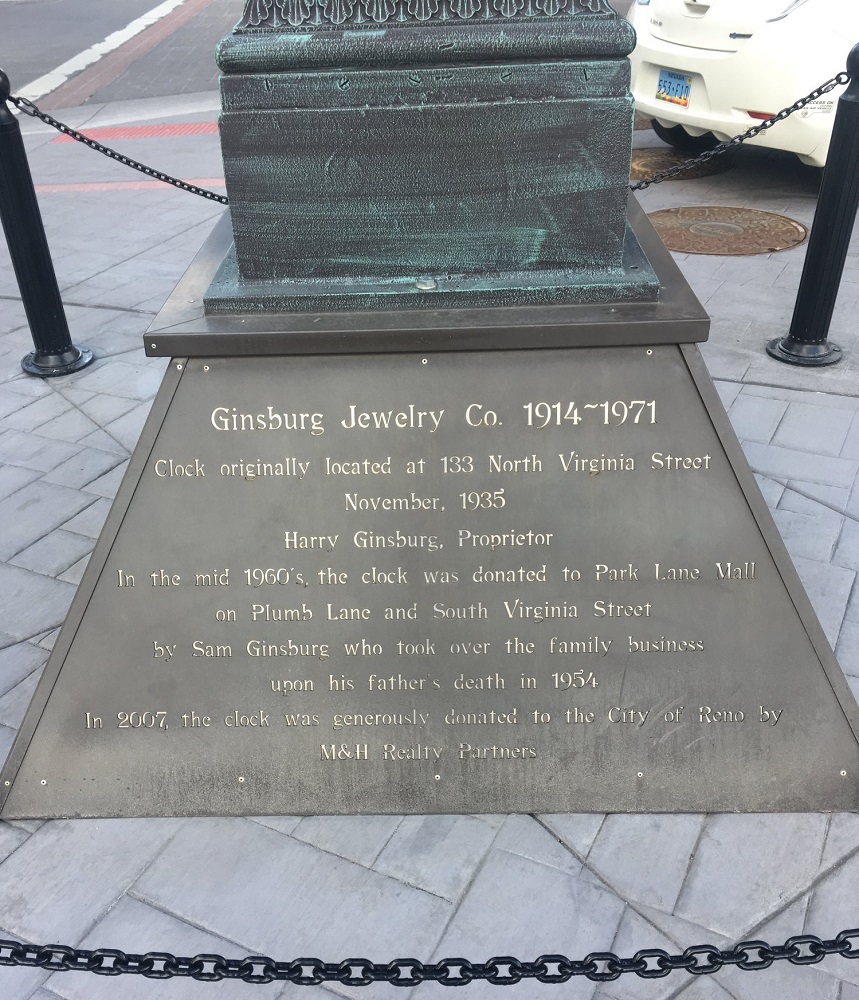 Ginsburg Jewelry Co. 1914~1971
Clock originally located at 133 North Virginia Street
November, 1935
Harry Ginsburg, Proprietor
In the mid 1960's, the clock was donated to Park Lane Mall
on Plumb Lane and South Virginia Street
by Sam Ginsburg who took over the family business
upon his father's death in 1954
In 2007, the clock was generously donated to the City of Reno by
M&H Realty Partners